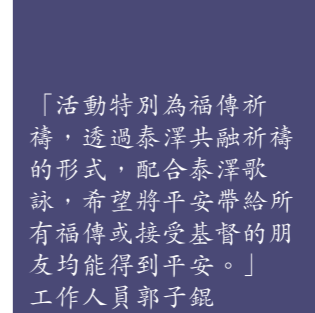 「活動特別為福傳祈
禱，透過泰澤共融祈禱
的形式，配合泰澤歌
詠，希望將平安帶給所
有福傳或接受基督的朋
友均能得到平安。」
工作人員郭子錕